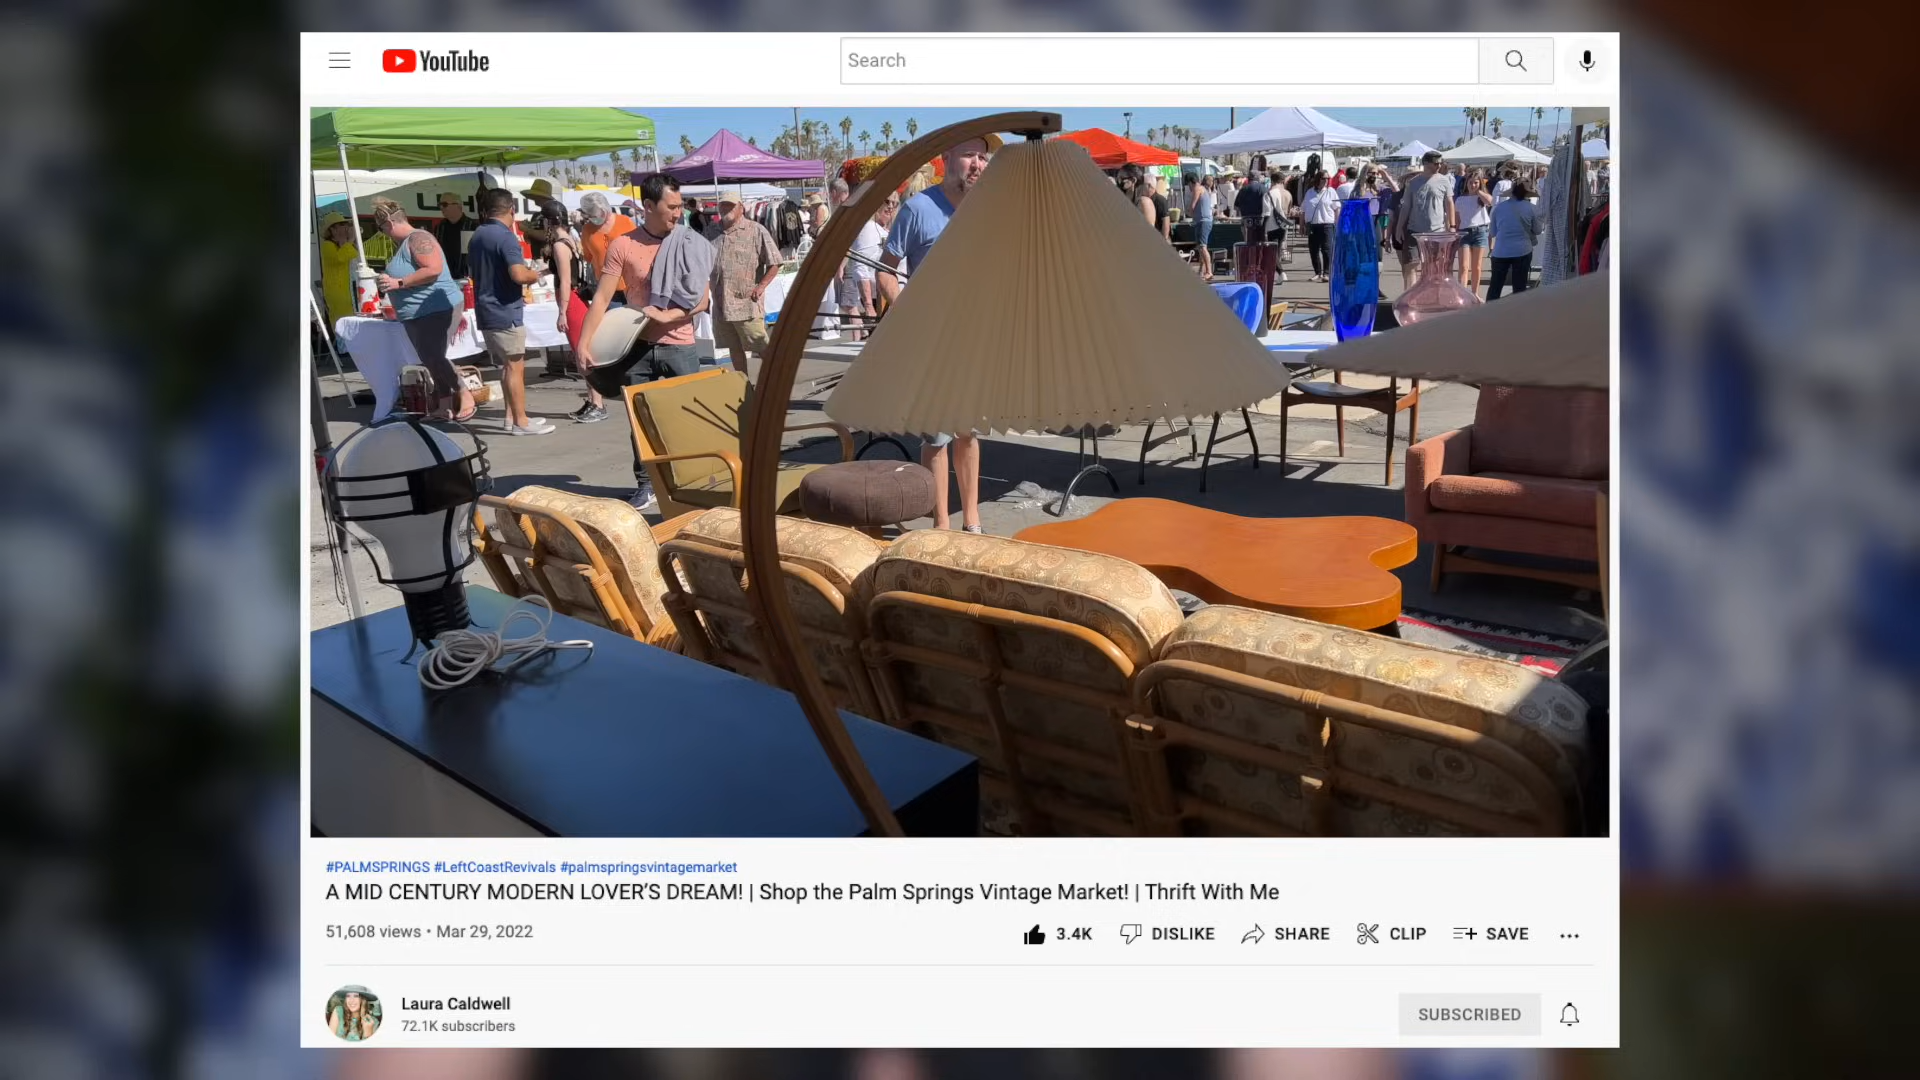 YouTube
Search
#PALMSPRINGS #LeftCoastRevivals #palmspringsvintagemarket
A MID CENTURY MODERN LOVER'S DREAM! | Shop the Palm Springs Vintage Market! | Thrift With Me
51,608 views • Mar 29, 2022
3.4K DISLIKE SHARE CLIP SAVE ...
Laura Caldwell
72.1K subscribers
SUBSCRIBED